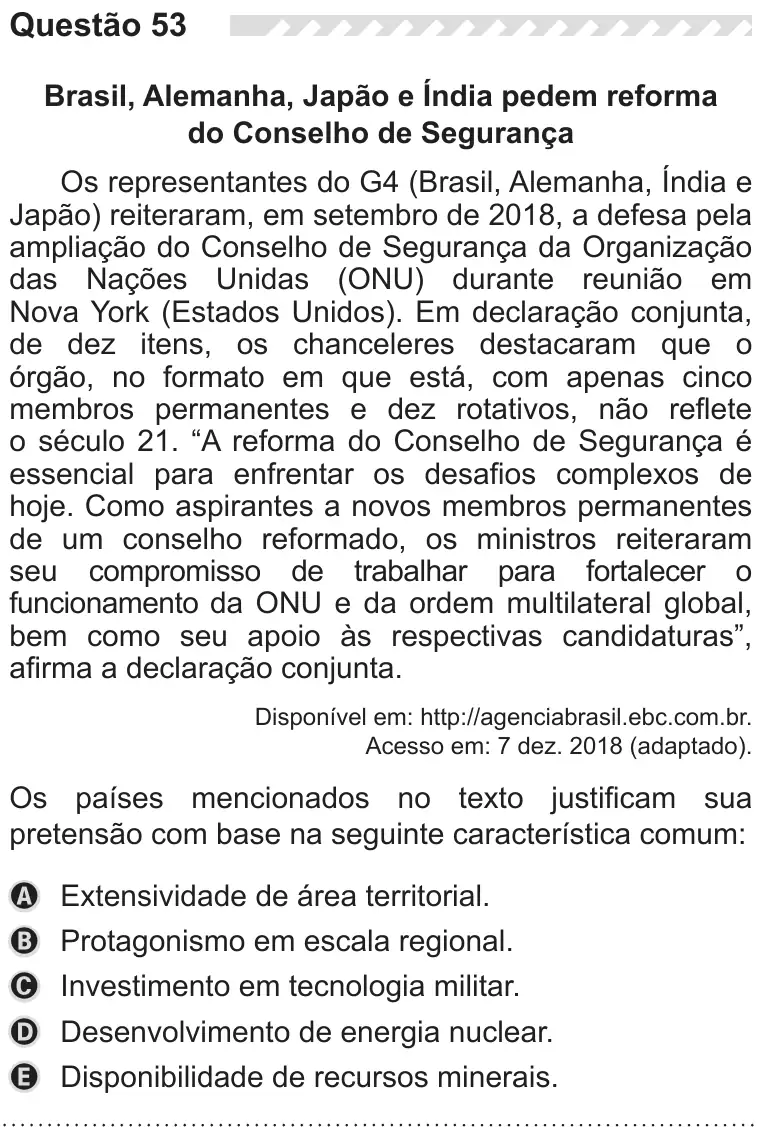 Questão 53
Brasil, Alemanha, Japão e Índia pedem reforma
do Conselho de Segurança
Os representantes do G4 (Brasil, Alemanha, Índia e
Japão) reiteraram, em setembro de 2018, a defesa pela
ampliação do Conselho de Segurança da Organização
das Nações Unidas (ONU) durante reunião em
Nova York (Estados Unidos). Em declaração conjunta,
de dez itens, os chanceleres destacaram que o
órgão, no formato em que está, com apenas cinco
membros permanentes e dez rotativos, não reflete
o século 21. “A reforma do Conselho de Segurança é
essencial para enfrentar os desafios complexos de
hoje. Como aspirantes a novos membros permanentes
de um conselho reformado, os ministros reiteraram
seu compromisso de trabalhar para fortalecer o
funcionamento da ONU e da ordem multilateral global,
bem como seu apoio às respectivas candidaturas”,
afirma a declaração conjunta.
Disponível em: http://agenciabrasil.ebc.com.br.
Acesso em: 7 dez. 2018 (adaptado).
Os países mencionados no texto justificam sua
pretensão com base na seguinte característica comum:
A Extensividade de área territorial.
B Protagonismo em escala regional.
C Investimento em tecnologia militar.
D Desenvolvimento de energia nuclear.
E Disponibilidade de recursos minerais.